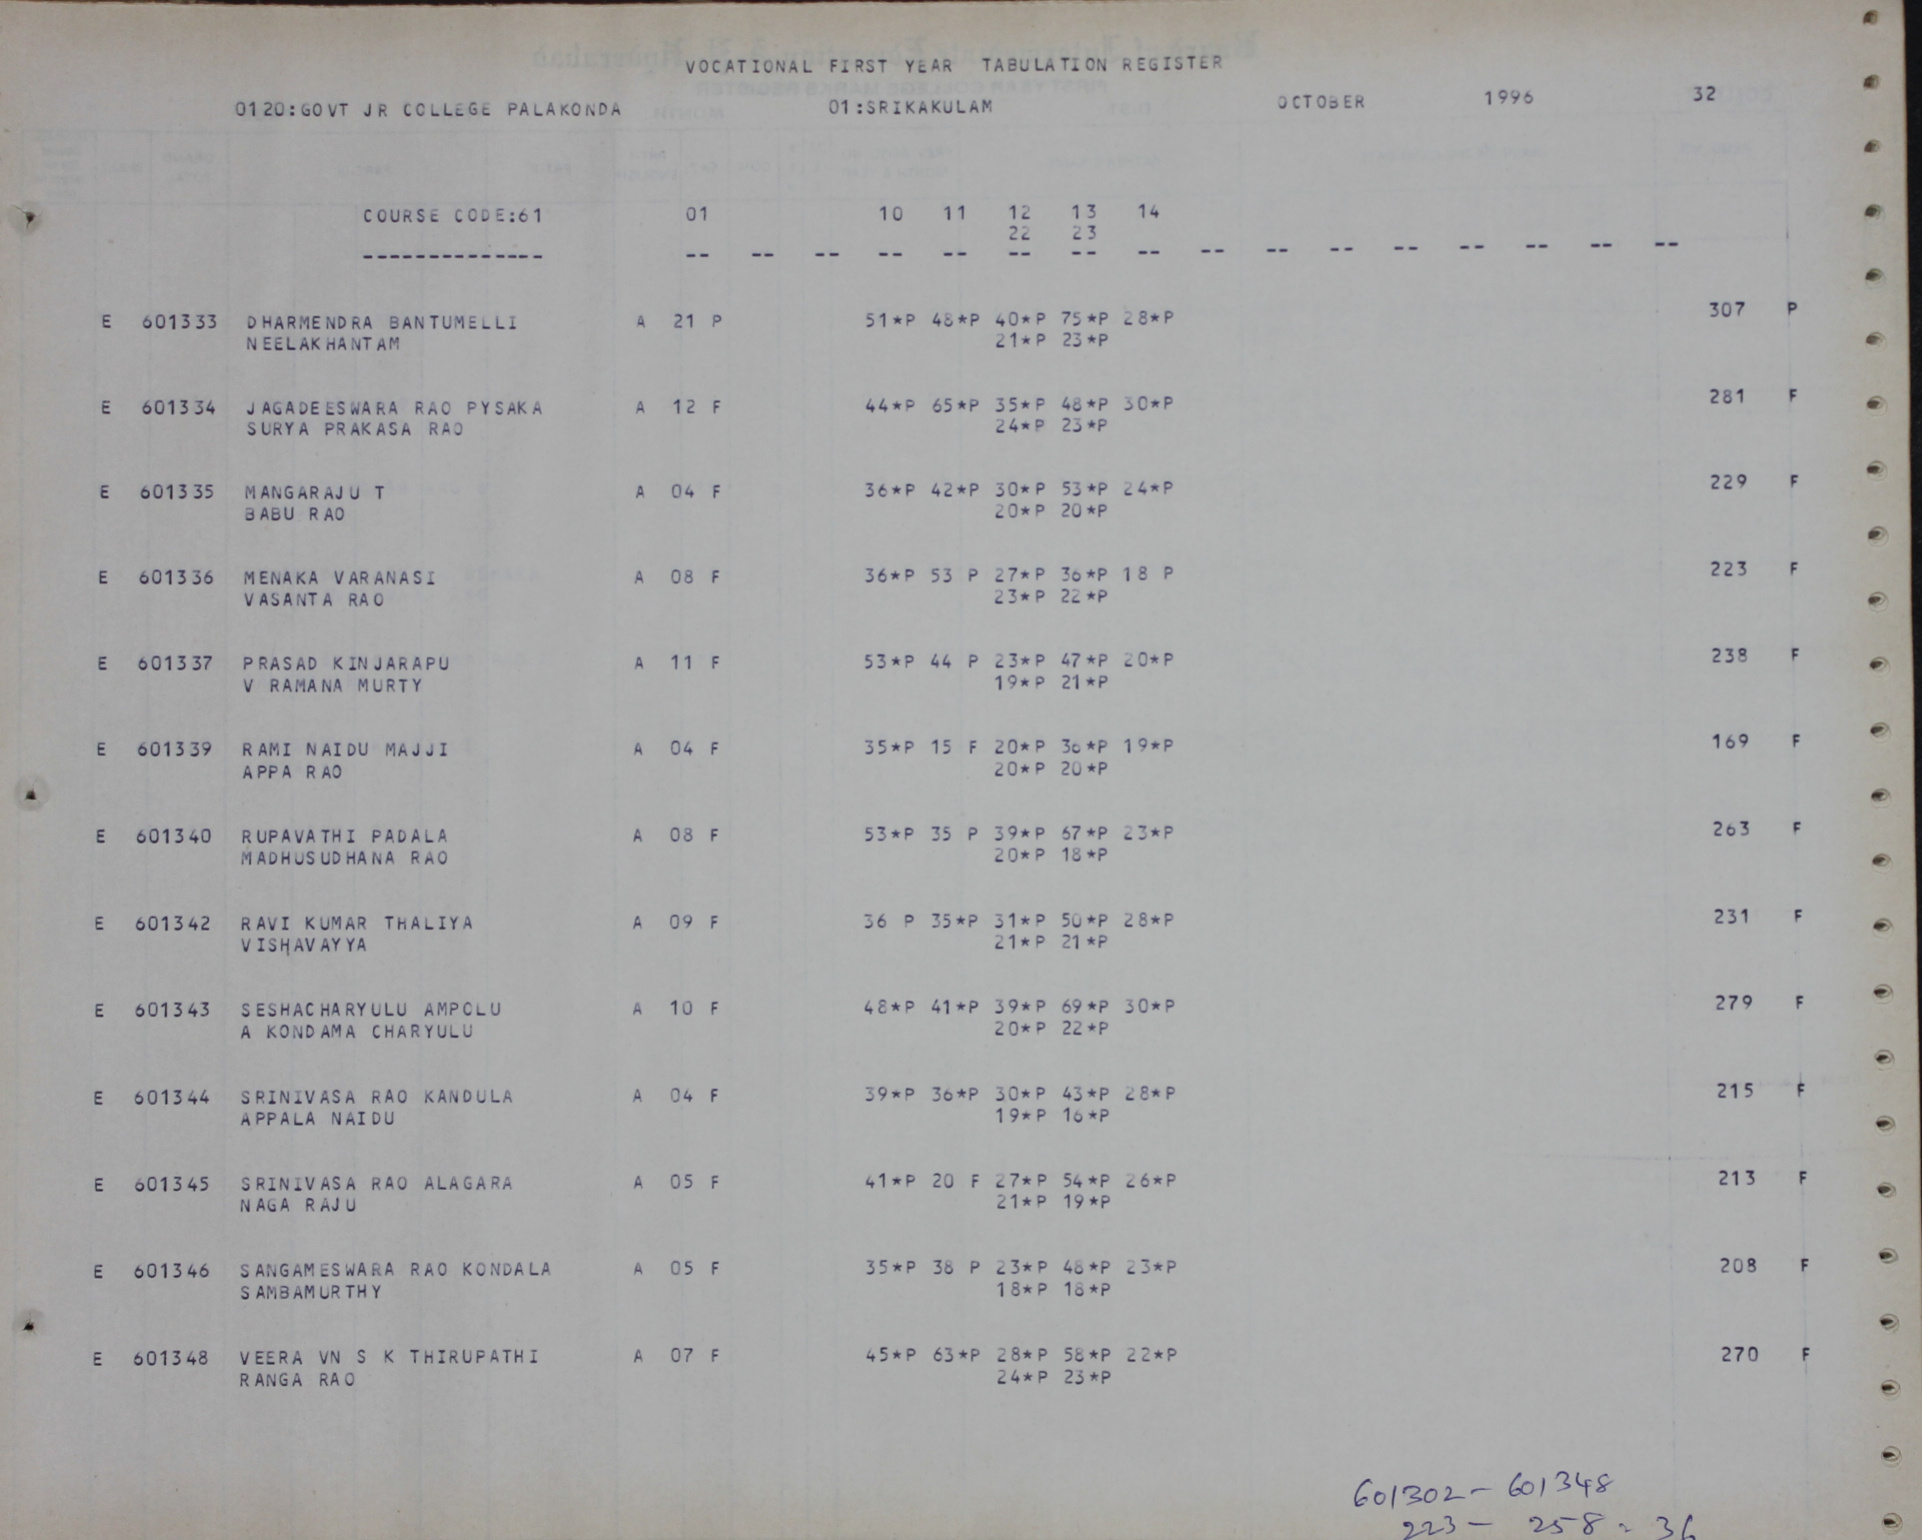 VOCATIONAL FIRST YEAR TABULATION REGISTER
0120:GOVT JR COLLEGE PALAKONDA 01:SRIKAKULAM OCTOBER 1996 32
COURSE CODE:61 01 10 11 12 13 14
22 23
-------------- -- -- -- -- -- -- -- -- -- -- -- -- -- -- -- --
E 601333 DHARMENDRA BANTUMELLI A 21 P 51*P 48*P 40*P 75*P 28*P 307 P
NEELAKHANTAM 21*P 23*P
E 601334 JAGADEESWARA RAO PYSAKA A 12 F 44*P 65*P 35*P 48*P 30*P 281 F
SURYA PRAKASA RAO 24*P 23*P
E 601335 MANGARAJU T A 04 F 36*P 42*P 30*P 53*P 24*P 229 F
BABU RAO 20*P 20*P
E 601336 MENAKA VARANASI A 08 F 36*P 53 P 27*P 36*P 18 P 223 F
VASANTA RAO 23*P 22*P
E 601337 PRASAD KINJARAPU A 11 F 53*P 44 P 23*P 47*P 20*P 238 F
V RAMANA MURTY 19*P 21*P
E 601339 RAMI NAIDU MAJJI A 04 F 35*P 15 F 20*P 36*P 19*P 169 F
APPA RAO 20*P 20*P
E 601340 RUPAVATHI PADALA A 08 F 53*P 35 P 39*P 67*P 23*P 263 F
MADHUSUDHANA RAO 20*P 18*P
E 601342 RAVI KUMAR THALIYA A 09 F 36 P 35*P 31*P 50*P 28*P 231 F
VISHAVAYYA 21*P 21*P
E 601343 SESHACHARYULU AMPOLU A 10 F 48*P 41*P 39*P 69*P 30*P 279 F
A KONDAMA CHARYULU 20*P 22*P
E 601344 SRINIVASA RAO KANDULA A 04 F 39*P 36*P 30*P 43*P 28*P 215 F
APPALA NAIDU 19*P 16*P
E 601345 SRINIVASA RAO ALAGARA A 05 F 41*P 20 F 27*P 54*P 26*P 213 F
NAGA RAJU 21*P 19*P
E 601346 SANGAMESWARA RAO KONDALA A 05 F 35*P 38 P 23*P 48*P 23*P 208 F
SAMBAMURTHY 18*P 18*P
E 601348 VEERA VN S K THIRUPATHI A 07 F 45*P 63*P 28*P 58*P 22*P 270 F
RANGA RAO 24*P 23*P
601302 - 601348
223 - 258 = 36